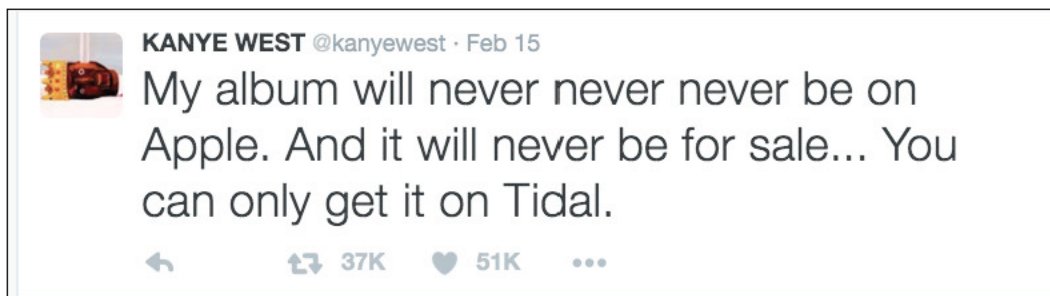 KANYE WEST @kanyewest · Feb 15
My album will never never never be on
Apple. And it will never be for sale... You
can only get it on Tidal.
37K 51K